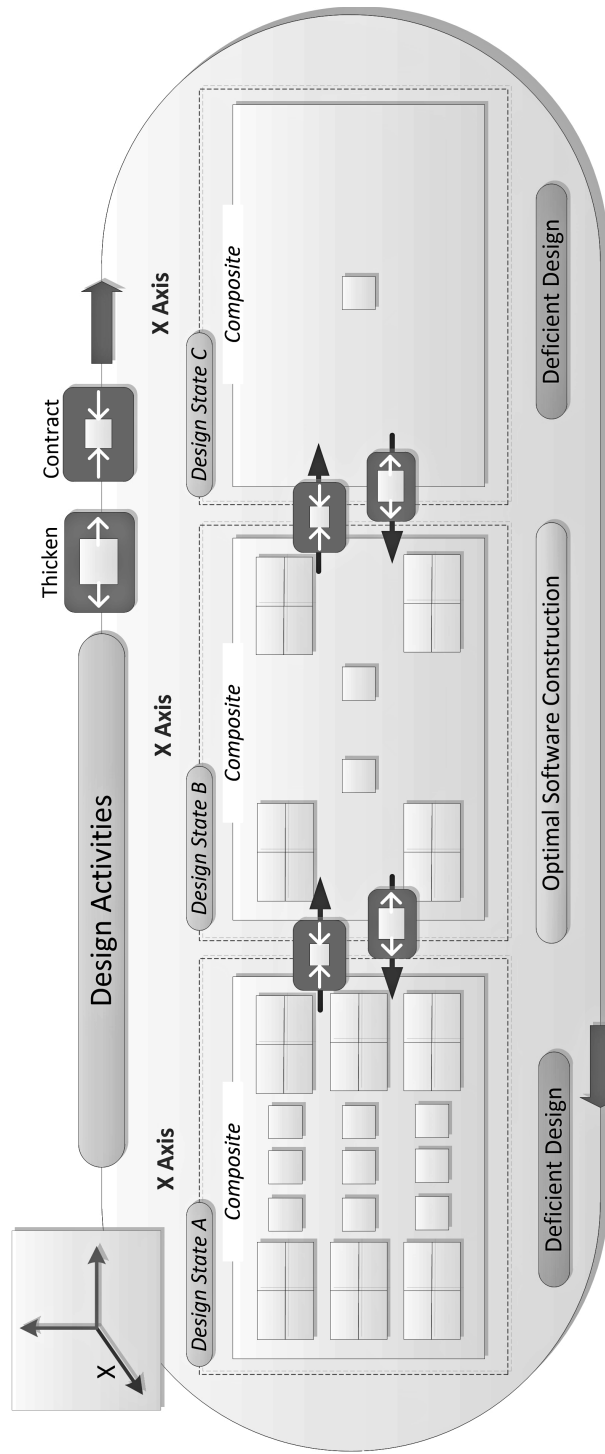 X
Design Activities
Thicken
Contract
X Axis
X Axis
X Axis
Design State A
Design State B
Design State C
Composite
Composite
Composite
Deficient Design
Optimal Software Construction
Deficient Design